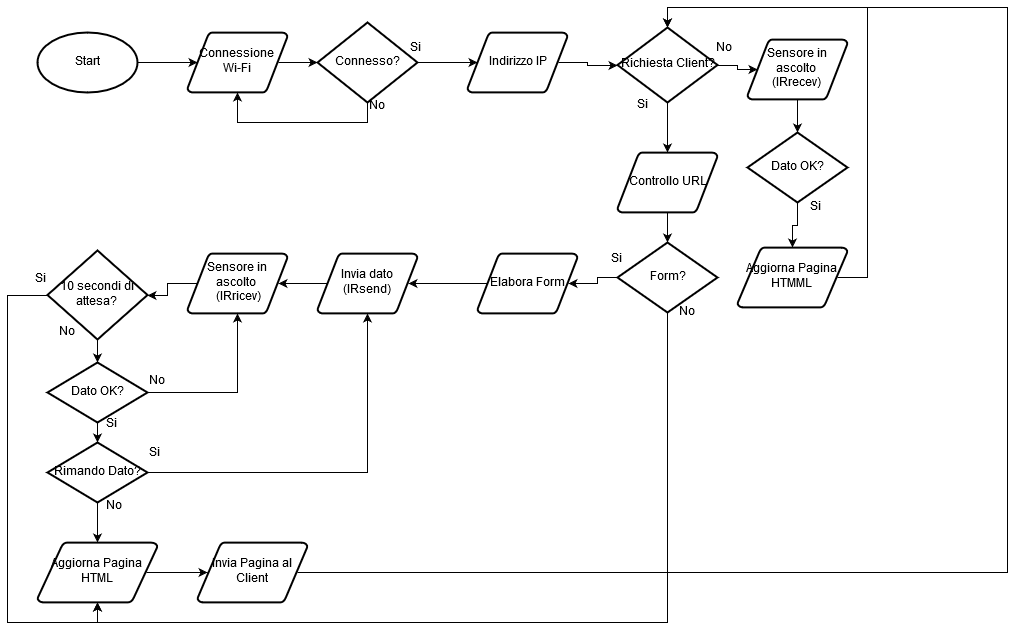 Start
Connessione
Wi-Fi
Connesso?
Si
No
Indirizzo IP
Richiesta Client?
No
Si
Sensore in
ascolto
(IRrecev)
Dato OK?
Si
Aggiorna Pagina
HTMML
Controllo URL
Form?
Si
No
Elabora Form
Invia dato
(IRsend)
Sensore in
ascolto
(IRricev)
10 secondi di
attesa?
Si
No
Dato OK?
No
Si
Rimando Dato?
Si
No
Aggiorna Pagina
HTML
Invia Pagina al
Client